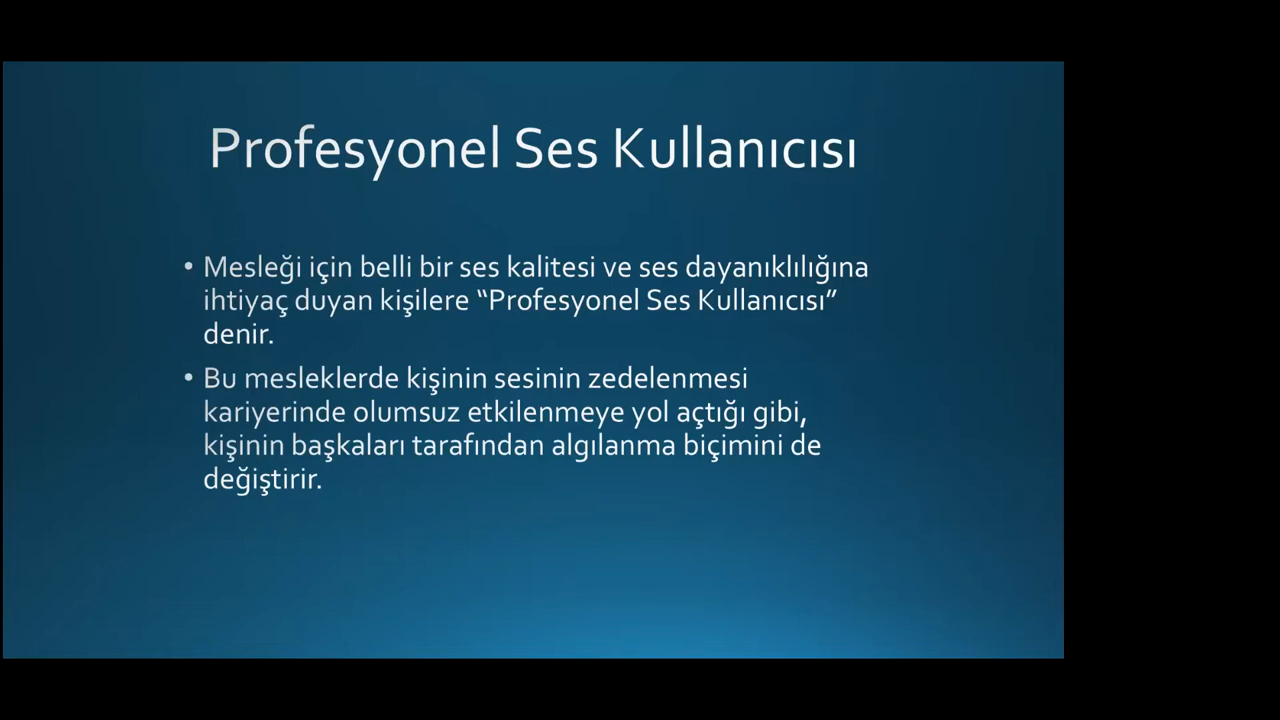 Profesyonel Ses Kullanıcısı
• Mesleği için belli bir ses kalitesi ve ses dayanıklılığına
ihtiyaç duyan kişilere “Profesyonel Ses Kullanıcısı”
denir.
• Bu mesleklerde kişinin sesinin zedelenmesi
kariyerinde olumsuz etkilenmeye yol açtığı gibi,
kişinin başkaları tarafından algılanma biçimini de
değiştirir.